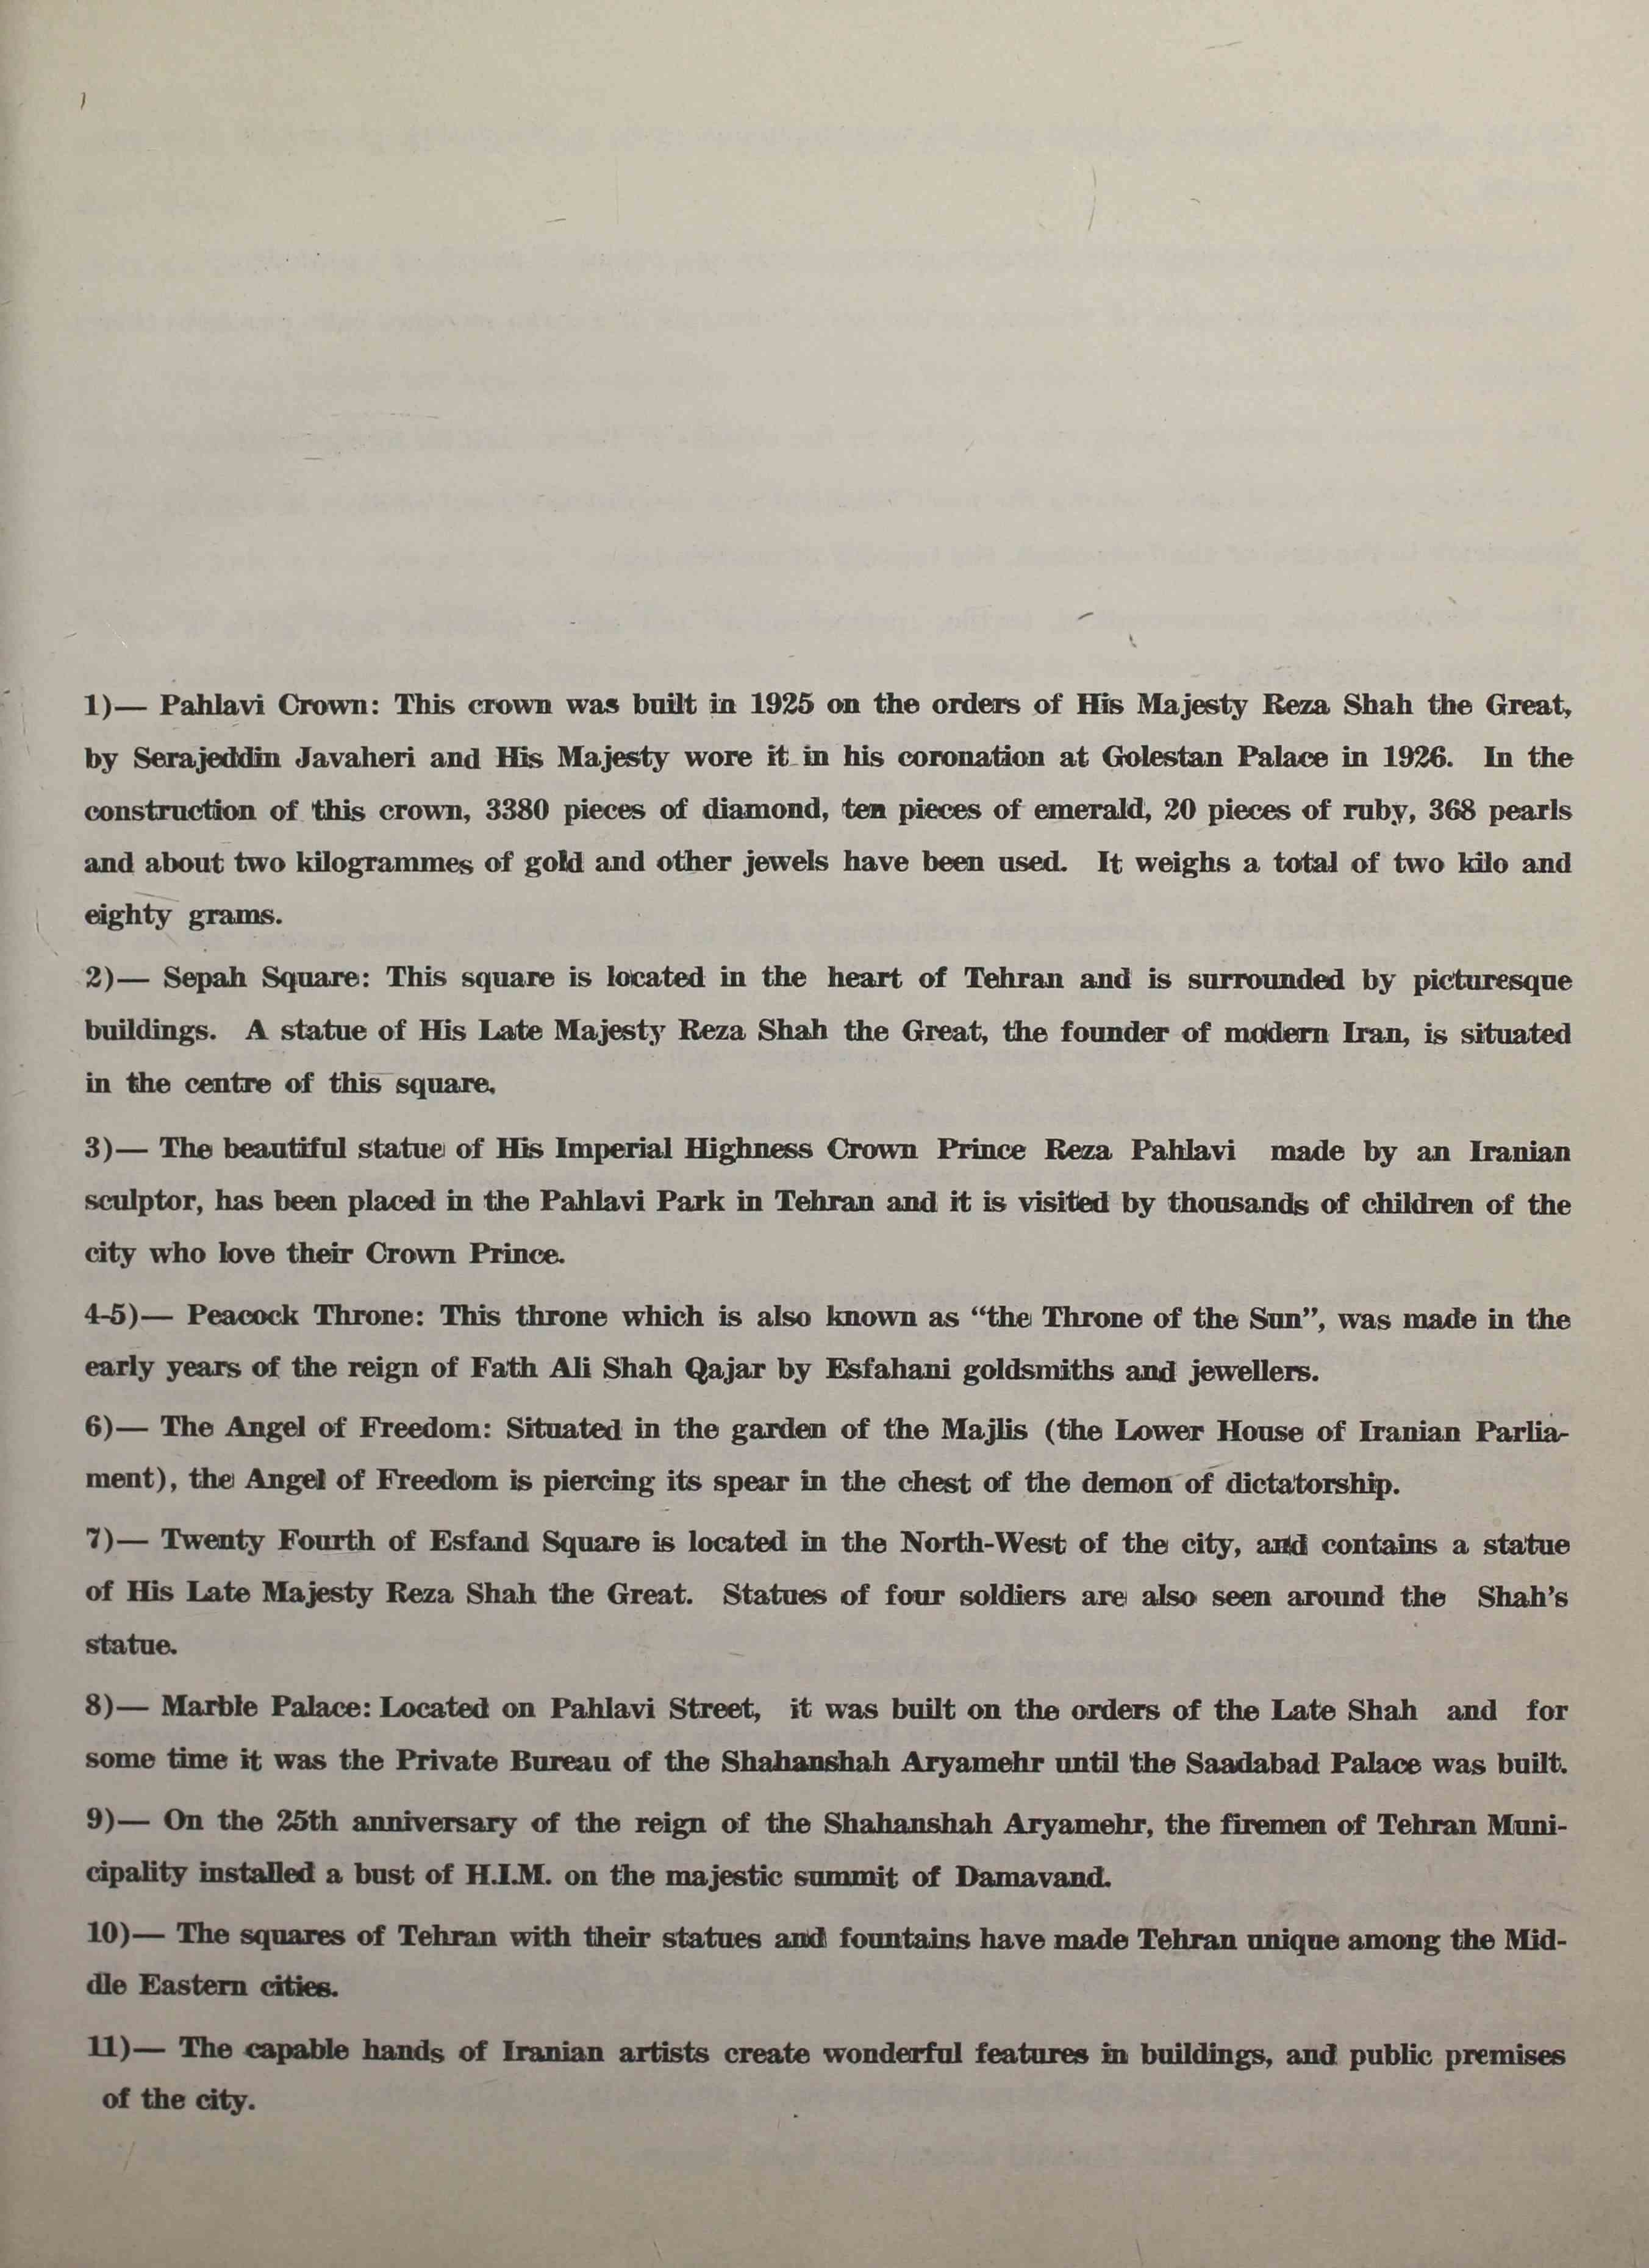 1)— Pahlavi Crown: This crown was built in 1925 on the orders of His Majesty Reza Shah the Great,
by Serajeddin Javaheri and His Majesty wore it in his coronation at Golestan Palace in 1926. In the
construction of this crown, 3380 pieces of diamond, ten pieces of emerald, 20 pieces of ruby, 368 pearls
and about two kilogrammes of gold and other jewels have been used. It weighs a total of two kilo and
eighty grams.
2)— Sepah Square: This square is located in the heart of Tehran and is surrounded by picturesque
buildings. A statue of His Late Majesty Reza Shah the Great, the founder of modern Iran, is situated
in the centre of this square.
3)— The beautiful statue of His Imperial Highness Crown Prince Reza Pahlavi made by an Iranian
sculptor, has been placed in the Pahlavi Park in Tehran and it is visited by thousands of children of the
city who love their Crown Prince.
4-5)— Peacock Throne: This throne which is also known as “the Throne of the Sun”, was made in the
early years of the reign of Fath Ali Shah Qajar by Esfahani goldsmiths and jewellers.
6)— The Angel of Freedom: Situated in the garden of the Majlis (the Lower House of Iranian Parlia-
ment), the Angel of Freedom is piercing its spear in the chest of the demon of dictatorship.
7)— Twenty Fourth of Esfand Square is located in the North-West of the city, and contains a statue
of His Late Majesty Reza Shah the Great. Statues of four soldiers are also seen around the Shah’s
statue.
8)— Marble Palace: Located on Pahlavi Street, it was built on the orders of the Late Shah and for
some time it was the Private Bureau of the Shahanshah Aryamehr until the Saadabad Palace was built.
9)— On the 25th anniversary of the reign of the Shahanshah Aryamehr, the firemen of Tehran Muni-
cipality installed a bust of H.I.M. on the majestic summit of Damavand.
10)— The squares of Tehran with their statues and fountains have made Tehran unique among the Mid-
dle Eastern cities.
11)— The capable hands of Iranian artists create wonderful features in buildings, and public premises
of the city.